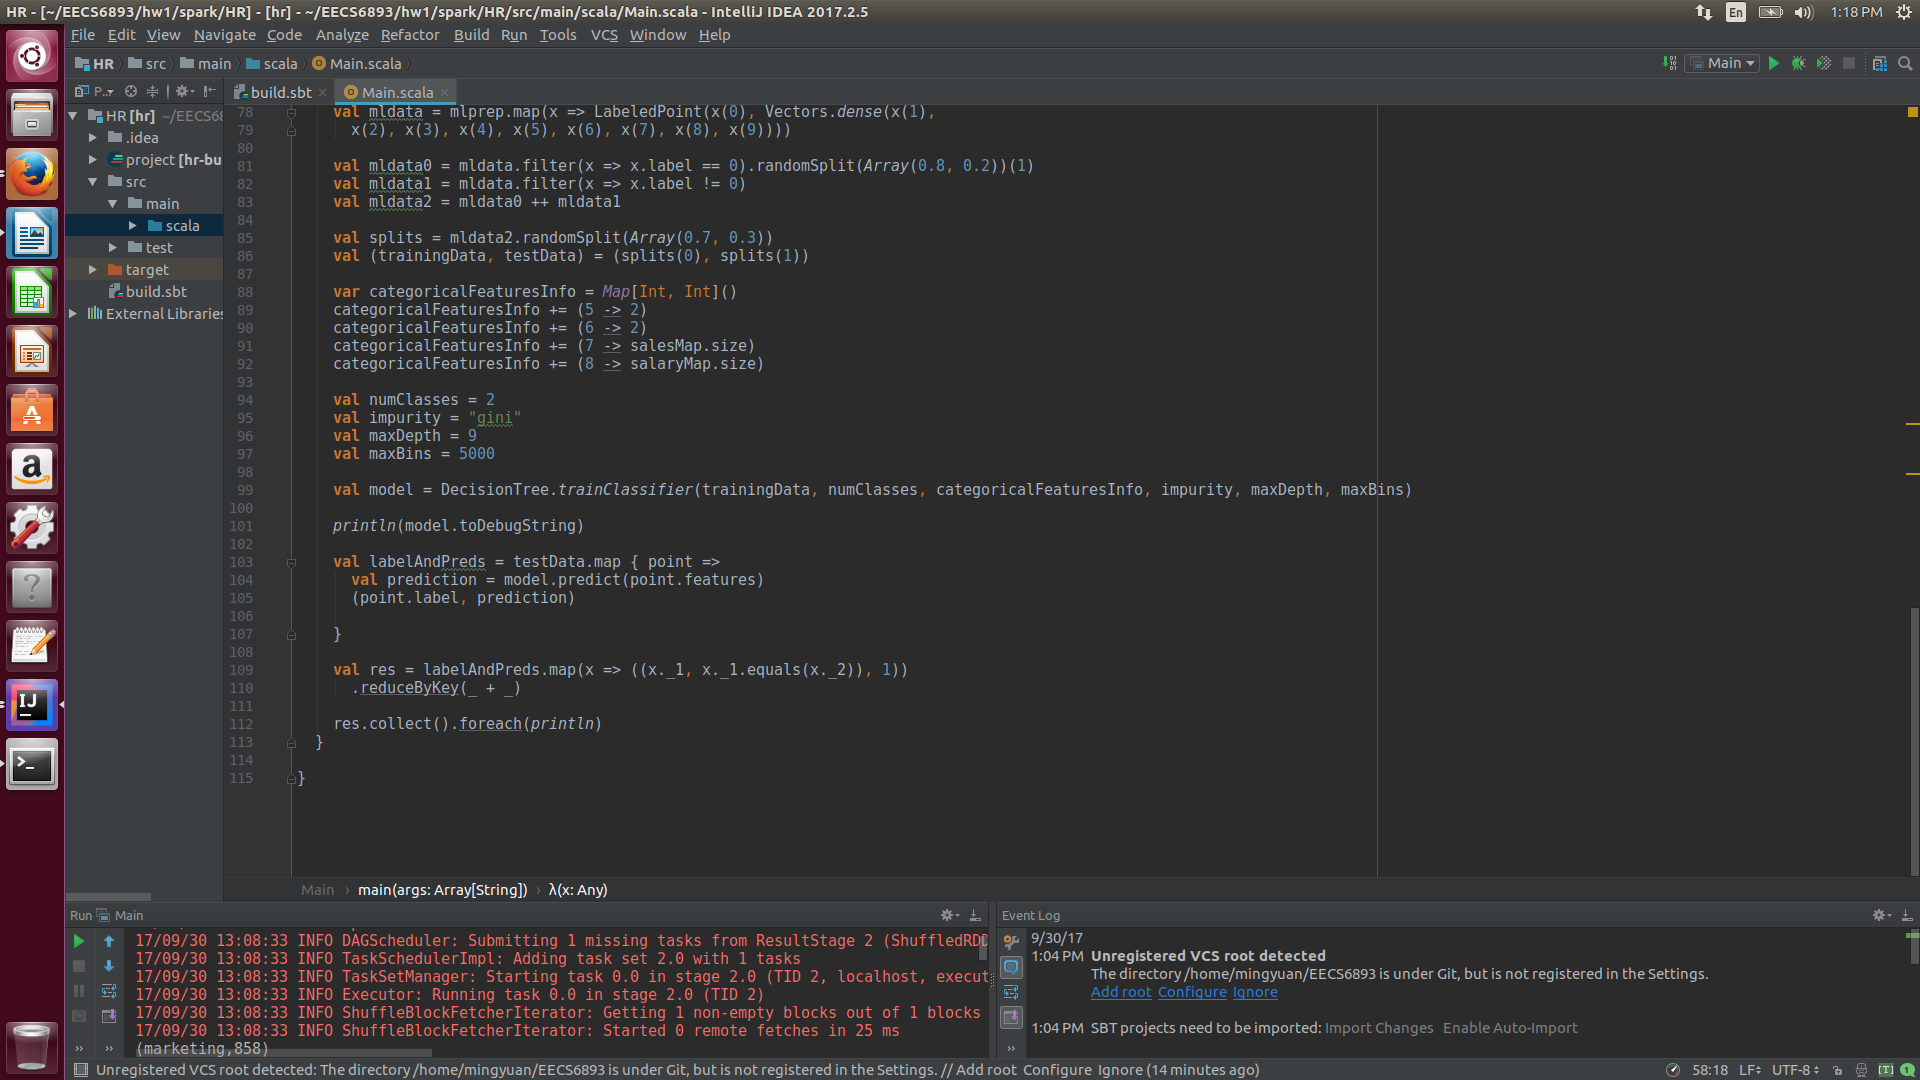 HR - [~/EECS6893/hw1/spark/HR] - [hr] - ~/EECS6893/hw1/spark/HR/src/main/scala/Main.scala - IntelliJ IDEA 2017.2.5
En
1:18 PM
File Edit View Navigate Code Analyze Refactor Build Run Tools VCS Window Help
HR src main scala Main.scala
Main
P..
build.sbt
Main.scala
HR [hr] ~/EECS6
.idea
project [hr-bu
src
main
scala
test
target
build.sbt
External Libraries
78 val mldata = mlprep.map(x => LabeledPoint(x(0), Vectors.dense(x(1),
79 x(2), x(3), x(4), x(5), x(6), x(7), x(8), x(9))))
80
81 val mldata0 = mldata.filter(x => x.label == 0).randomSplit(Array(0.8, 0.2))(1)
82 val mldata1 = mldata.filter(x => x.label != 0)
83 val mldata2 = mldata0 ++ mldata1
84
85 val splits = mldata2.randomSplit(Array(0.7, 0.3))
86 val (trainingData, testData) = (splits(0), splits(1))
87
88 var categoricalFeaturesInfo = Map[Int, Int]()
89 categoricalFeaturesInfo += (5 -> 2)
90 categoricalFeaturesInfo += (6 -> 2)
91 categoricalFeaturesInfo += (7 -> salesMap.size)
92 categoricalFeaturesInfo += (8 -> salaryMap.size)
93
94 val numClasses = 2
95 val impurity = "gini"
96 val maxDepth = 9
97 val maxBins = 5000
98
99 val model = DecisionTree.trainClassifier(trainingData, numClasses, categoricalFeaturesInfo, impurity, maxDepth, maxBins)
100
101 println(model.toDebugString)
102
103 val labelAndPreds = testData.map { point =>
104 val prediction = model.predict(point.features)
105 (point.label, prediction)
106
107 }
108
109 val res = labelAndPreds.map(x => ((x._1, x._1.equals(x._2)), 1))
110 .reduceByKey(_ + _)
111
112 res.collect().foreach(println)
113 }
114
115 }
Main › main(args: Array[String]) › λ(x: Any)
Run Main
17/09/30 13:08:33 INFO DAGScheduler: Submitting 1 missing tasks from ResultStage 2 (ShuffledRDD
17/09/30 13:08:33 INFO TaskSchedulerImpl: Adding task set 2.0 with 1 tasks
17/09/30 13:08:33 INFO TaskSetManager: Starting task 0.0 in stage 2.0 (TID 2, localhost, execut
17/09/30 13:08:33 INFO Executor: Running task 0.0 in stage 2.0 (TID 2)
17/09/30 13:08:33 INFO ShuffleBlockFetcherIterator: Getting 1 non-empty blocks out of 1 blocks
17/09/30 13:08:33 INFO ShuffleBlockFetcherIterator: Started 0 remote fetches in 25 ms
(marketing,858)
Event Log
9/30/17
1:04 PM Unregistered VCS root detected
The directory /home/mingyuan/EECS6893 is under Git, but is not registered in the Settings.
Add root Configure Ignore
1:04 PM SBT projects need to be imported: Import Changes Enable Auto-Import
Unregistered VCS root detected: The directory /home/mingyuan/EECS6893 is under Git, but is not registered in the Settings. // Add root Configure Ignore (14 minutes ago)
58:18 LF UTF-8 [T] 1